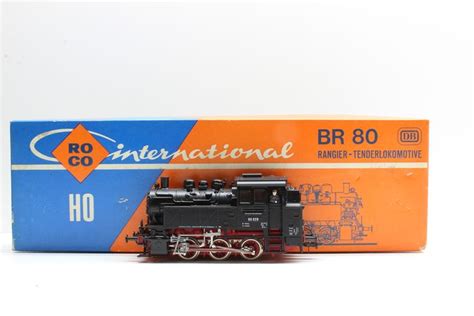 RO
CO
international
HO
BR 80
DB
RANGIER-TENDERLOKOMOTIVE